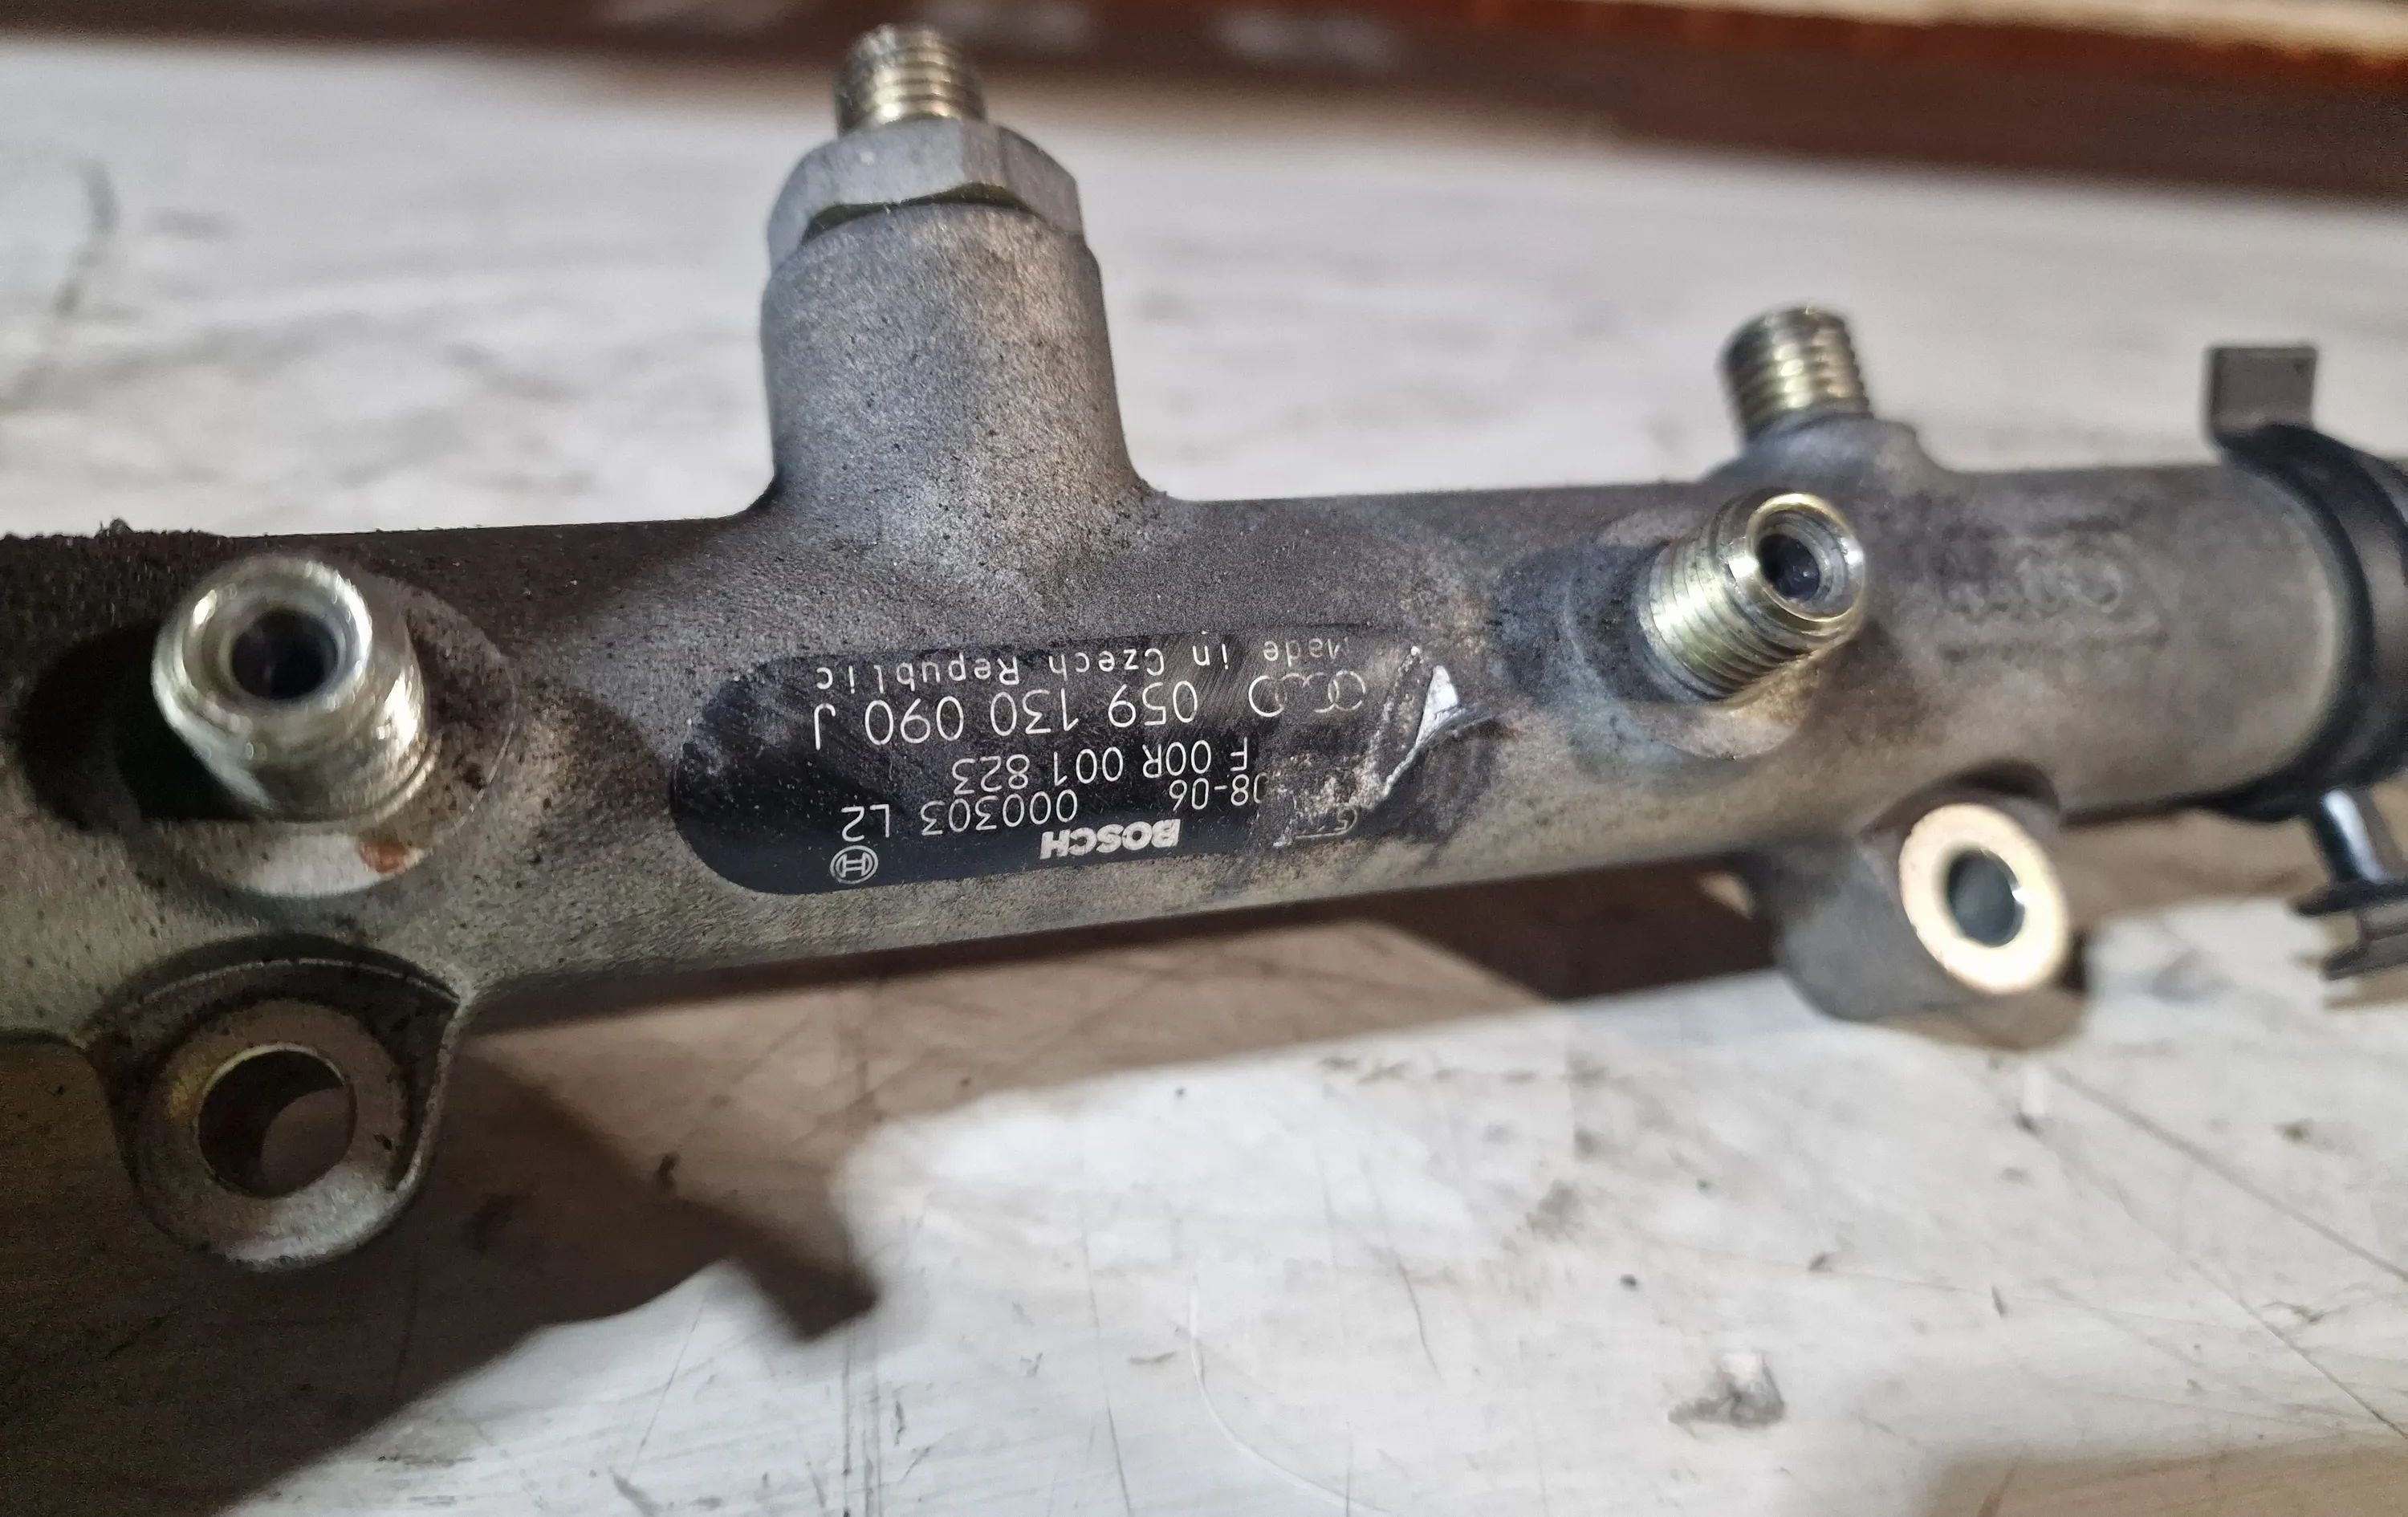 BOSCH
08-06 000303 L2
F 00R 001 823
059 130 090 J
Made in Czech Republic